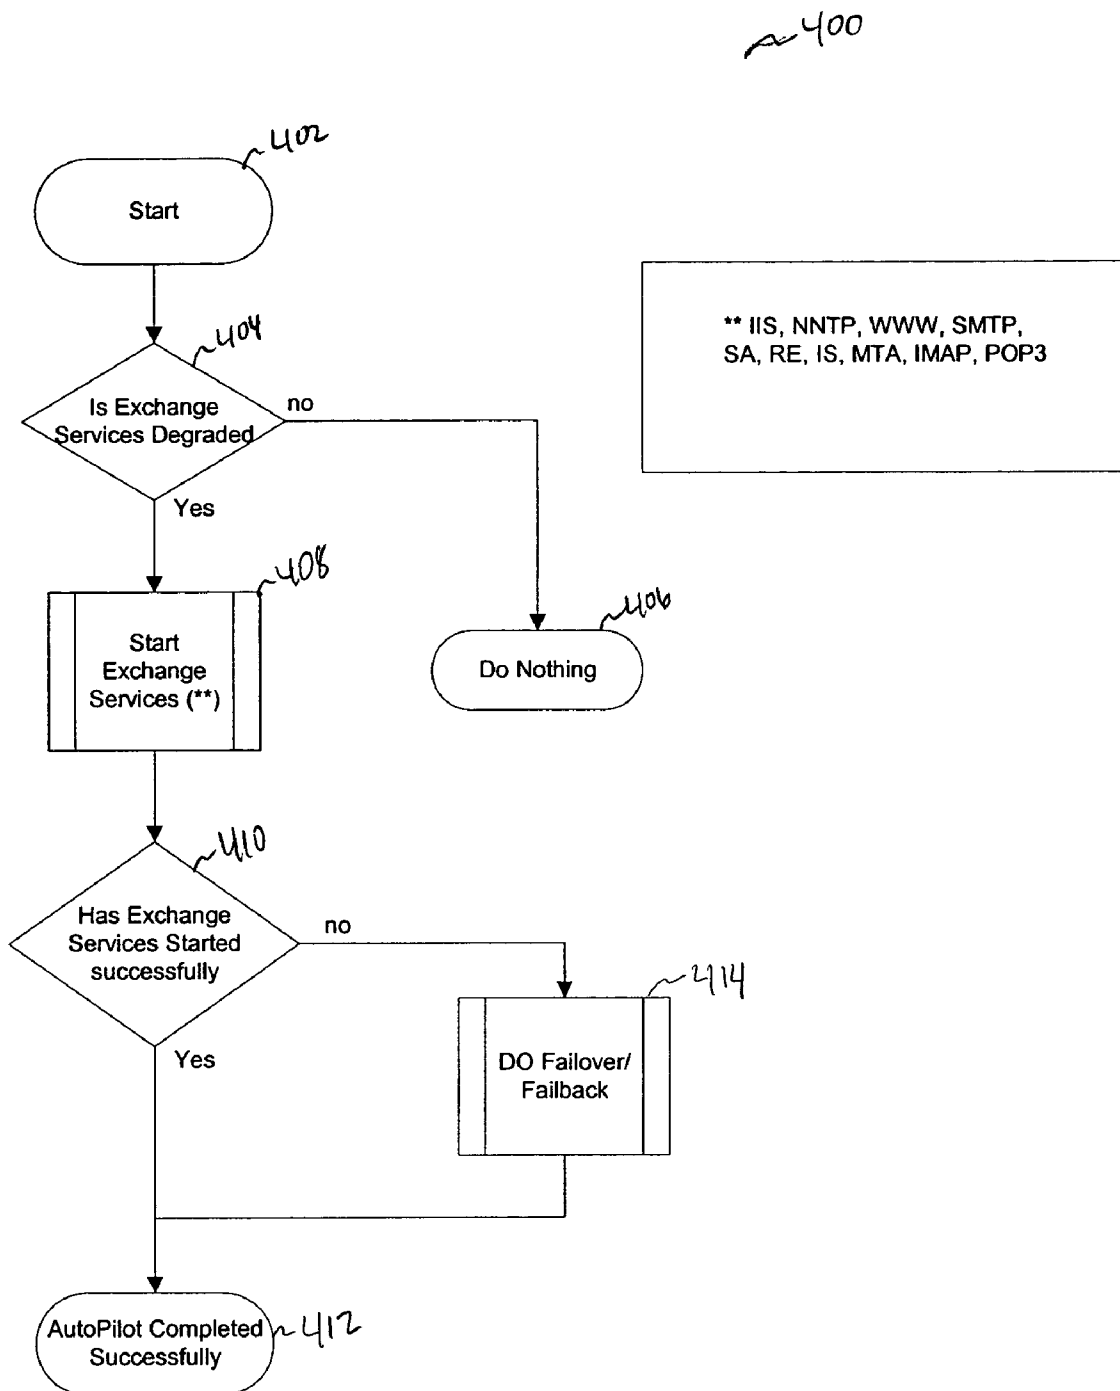 400
402
Start
404
Is Exchange
Services Degraded
no
Yes
** IIS, NNTP, WWW, SMTP,
SA, RE, IS, MTA, IMAP, POP3
408
Start
Exchange
Services (**)
406
Do Nothing
410
Has Exchange
Services Started
successfully
no
Yes
414
DO Failover/
Failback
AutoPilot Completed
Successfully
412